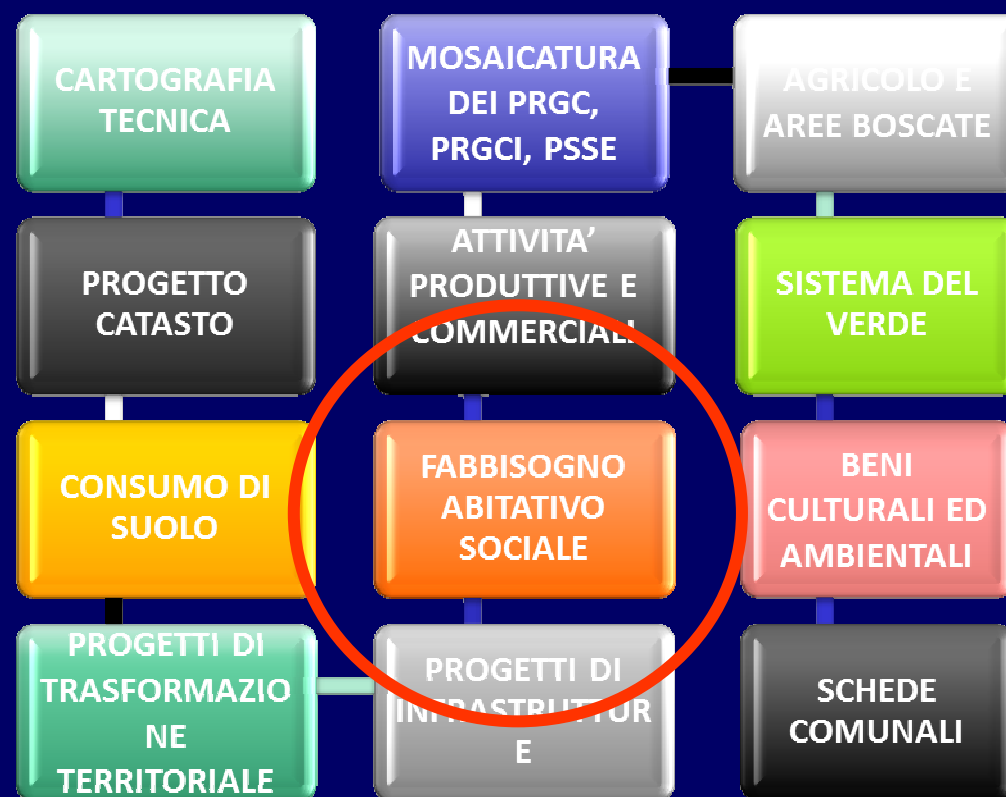 CARTOGRAFIA
TECNICA
PROGETTO
CATASTO
CONSUMO DI
SUOLO
PROGETTI DI
TRASFORMAZIO
NE
TERRITORIALE
PROGETTI DI
INFRASTRUTTUR
E
FABBISOGNO
ABITATIVO
SOCIALE
ATTIVITA’
PRODUTTIVE E
COMMERCIALI
MOSAICATURA
DEI PRGC,
PRGCI, PSSE
AGRICOLO E
AREE BOSCATE
SISTEMA DEL
VERDE
BENI
CULTURALI ED
AMBIENTALI
SCHEDE
COMUNALI